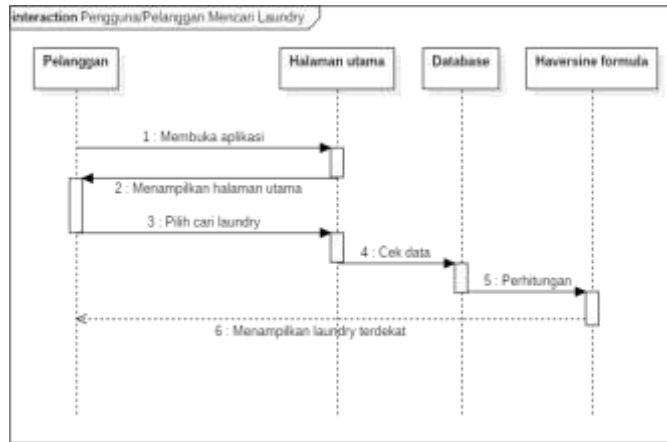 interaction Pengguna/Pelanggan Mencari Laundry
Pelanggan
Halaman utama
Database
Haversine formula
1 : Membuka aplikasi
2 : Menampilkan halaman utama
3 : Pilih cari laundry
4 : Cek data
5 : Perhitungan
6 : Menampilkan laundry terdekat